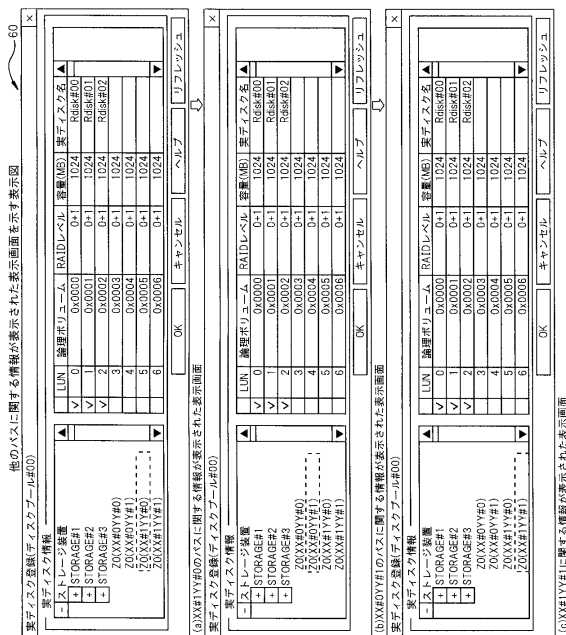 他のパスに関する情報が表示された表示画面を示す表示図
60
実ディスク登録(ディスクプール#00)
×
実ディスク情報
- ストレージ装置
+ STORAGE#1
+ STORAGE#2
+ STORAGE#3
Z0(XX#0YY#0)
Z0(XX#0YY#1)
Z0(XX#1YY#0)
Z0(XX#1YY#1)
LUN 論理ボリューム RAIDレベル 容量(MB) 実ディスク名
✓ 0 0x0000 0+1 1024 Rdisk#00
✓ 1 0x0001 0+1 1024 Rdisk#01
✓ 2 0x0002 0+1 1024 Rdisk#02
3 0x0003 0+1 1024
4 0x0004 0+1 1024
5 0x0005 0+1 1024
6 0x0006 0+1 1024
OK キャンセル ヘルプ リフレッシュ
(a)XX#1YY#0のパスに関する情報が表示された表示画面
実ディスク登録(ディスクプール#00)
×
実ディスク情報
- ストレージ装置
+ STORAGE#1
+ STORAGE#2
+ STORAGE#3
Z0(XX#0YY#0)
Z0(XX#0YY#1)
Z0(XX#1YY#0)
Z0(XX#1YY#1)
LUN 論理ボリューム RAIDレベル 容量(MB) 実ディスク名
✓ 0 0x0000 0+1 1024 Rdisk#00
✓ 1 0x0001 0+1 1024 Rdisk#01
✓ 2 0x0002 0+1 1024 Rdisk#02
3 0x0003 0+1 1024
4 0x0004 0+1 1024
5 0x0005 0+1 1024
6 0x0006 0+1 1024
OK キャンセル ヘルプ リフレッシュ
(b)XX#0YY#1のパスに関する情報が表示された表示画面
実ディスク登録(ディスクプール#00)
×
実ディスク情報
- ストレージ装置
+ STORAGE#1
+ STORAGE#2
+ STORAGE#3
Z0(XX#0YY#0)
Z0(XX#0YY#1)
Z0(XX#1YY#0)
Z0(XX#1YY#1)
LUN 論理ボリューム RAIDレベル 容量(MB) 実ディスク名
✓ 0 0x0000 0+1 1024 Rdisk#00
✓ 1 0x0001 0+1 1024 Rdisk#01
✓ 2 0x0002 0+1 1024 Rdisk#02
3 0x0003 0+1 1024
4 0x0004 0+1 1024
5 0x0005 0+1 1024
6 0x0006 0+1 1024
OK キャンセル ヘルプ リフレッシュ
(c)XX#1YY#1に関する情報が表示された表示画面